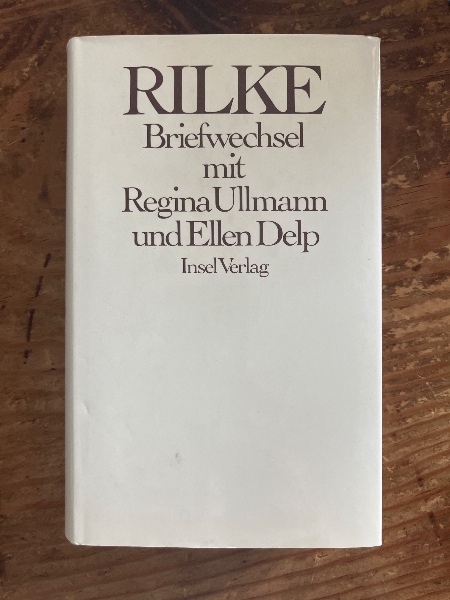 RILKE
Briefwechsel
mit
Regina Ullmann
und Ellen Delp
Insel Verlag